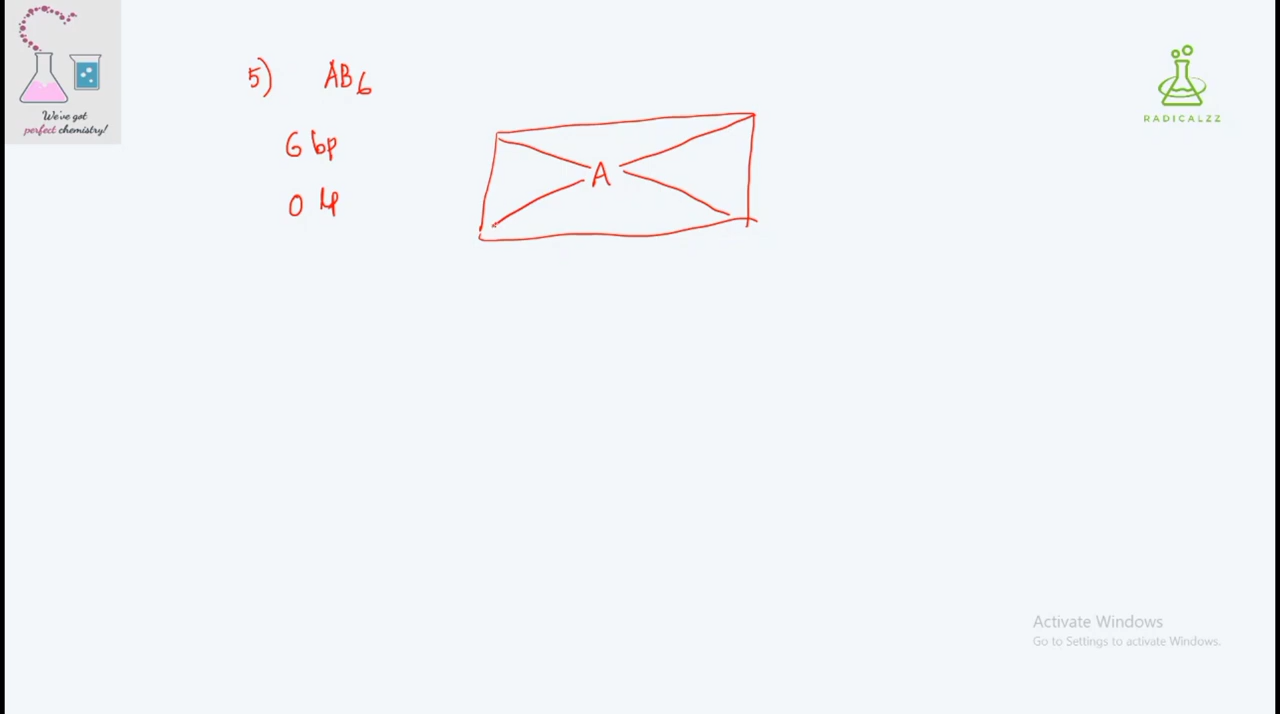 We've got
perfect chemistry!
RADICALZZ
5) AB6
6 bp
0 lp
A
Activate Windows
Go to Settings to activate Windows.